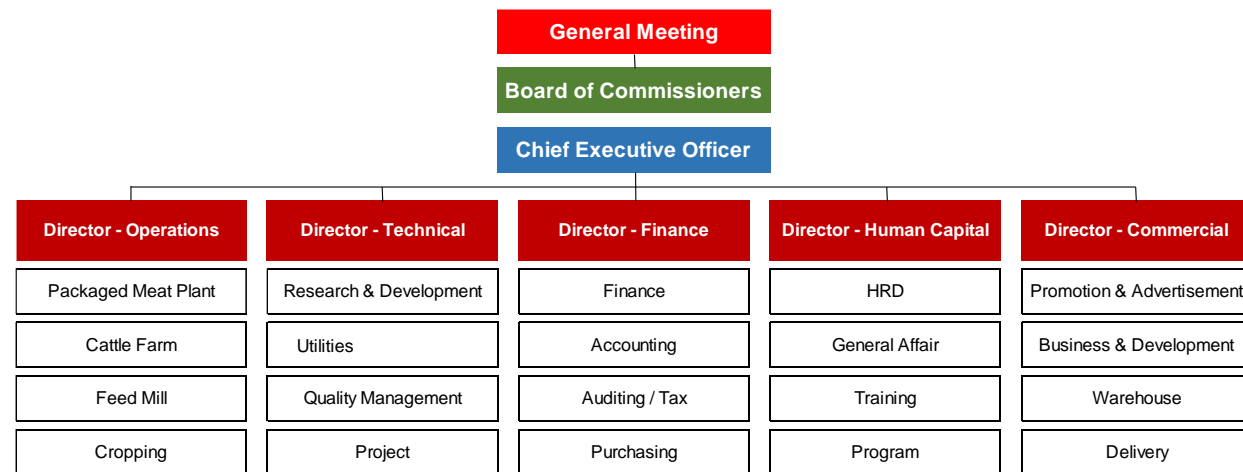 General Meeting
Board of Commissioners
Chief Executive Officer
Director - Operations
Director - Technical
Director - Finance
Director - Human Capital
Director - Commercial
Packaged Meat Plant
Research & Development
Finance
HRD
Promotion & Advertisement
Cattle Farm
Utilities
Accounting
General Affair
Business & Development
Feed Mill
Quality Management
Auditing / Tax
Training
Warehouse
Cropping
Project
Purchasing
Program
Delivery